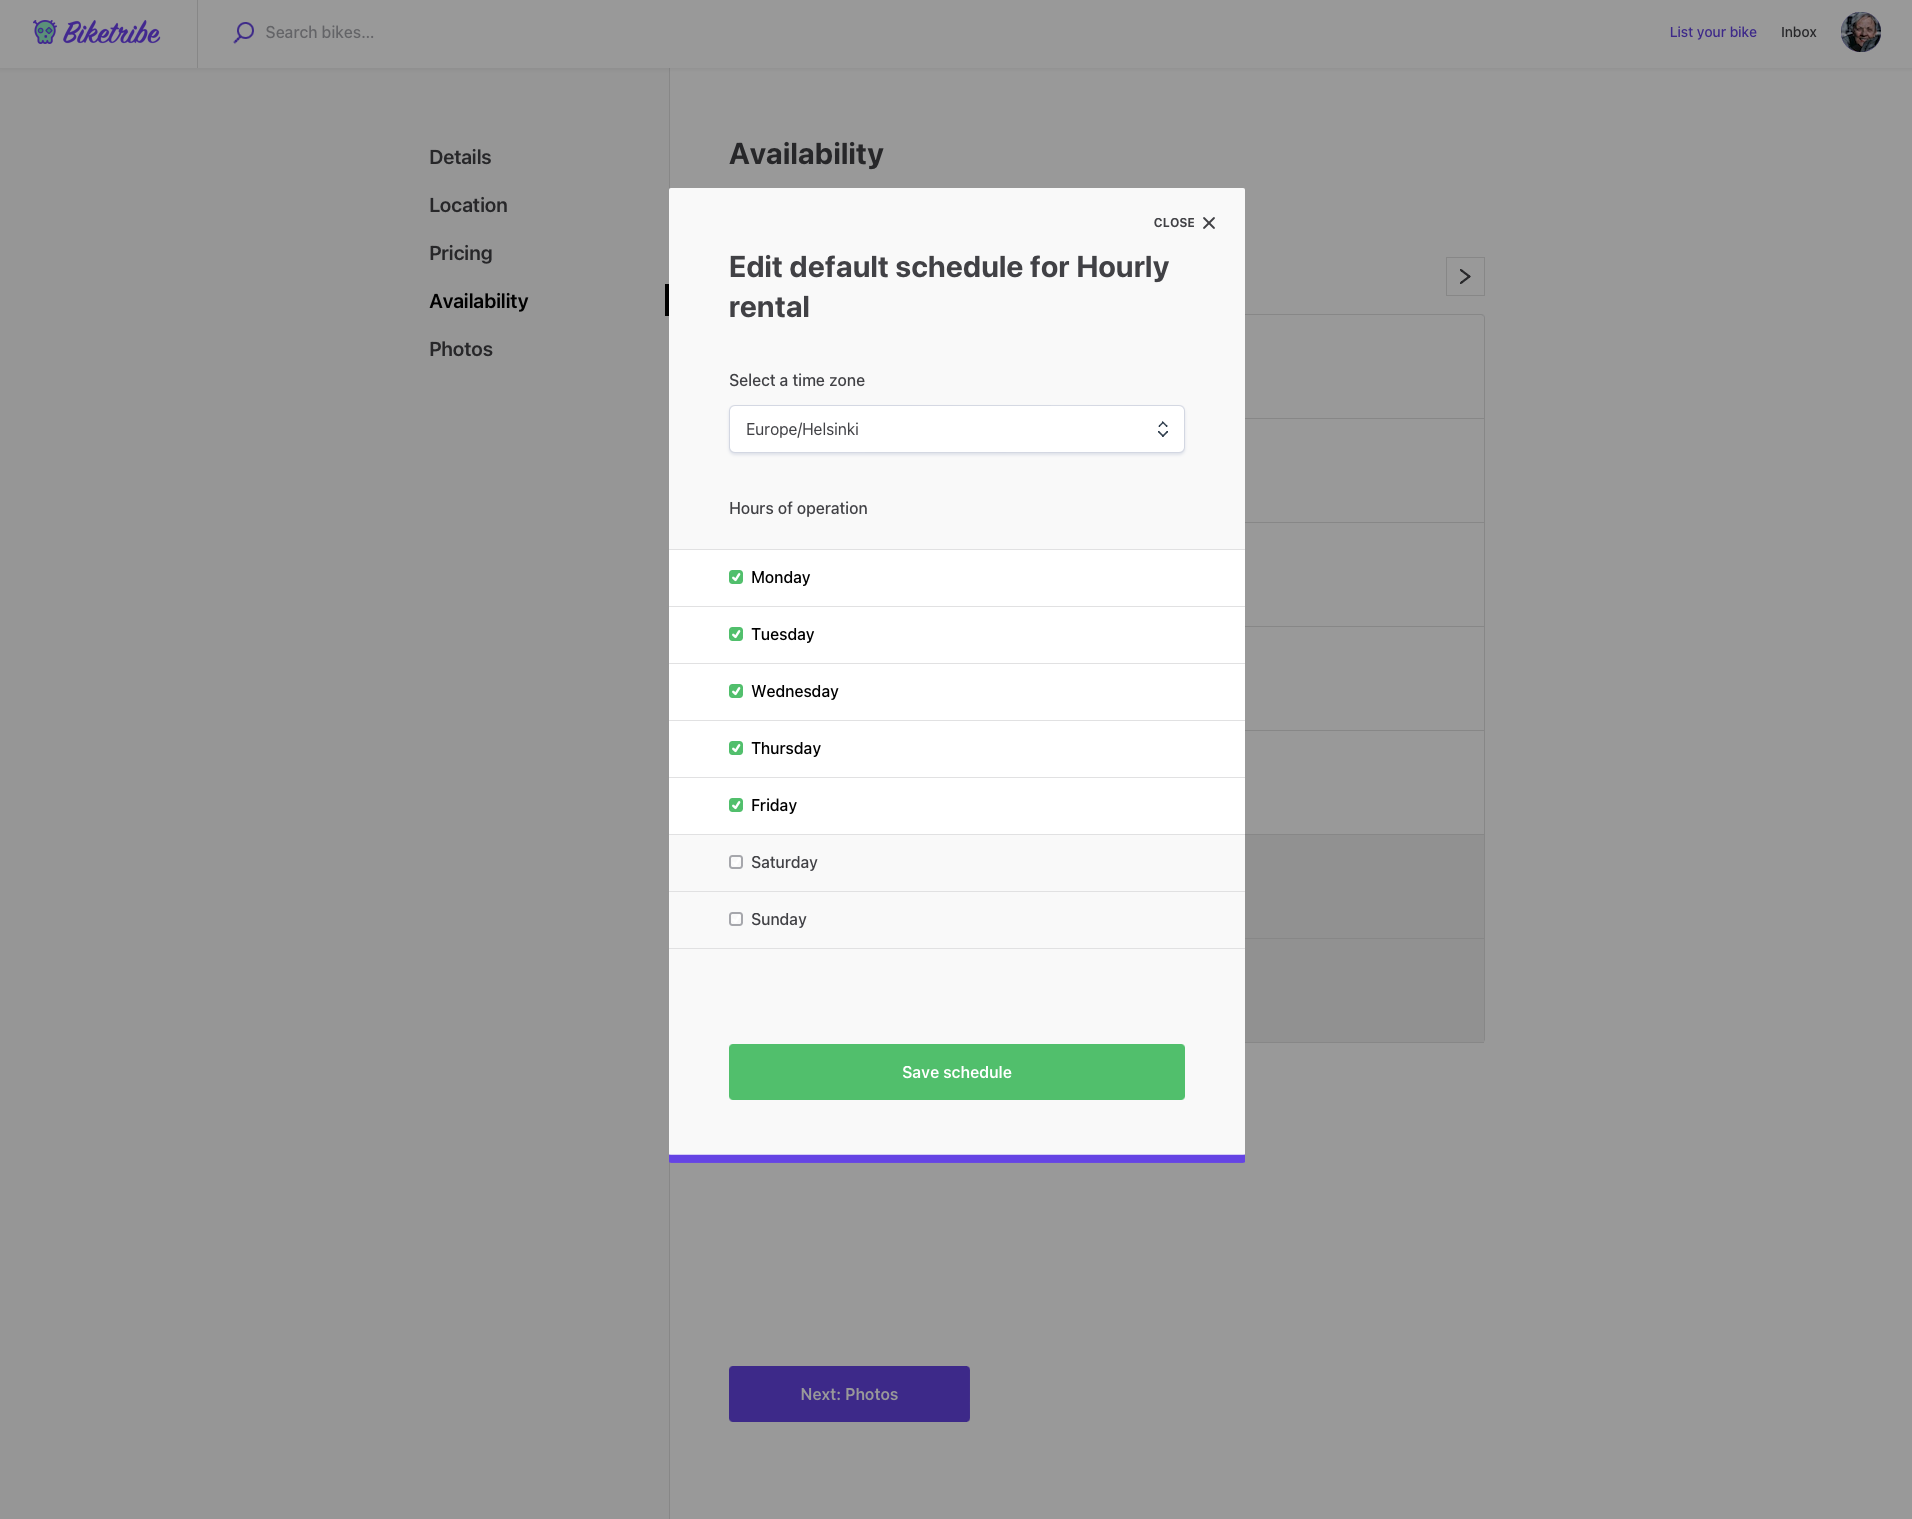 Biketribe
Search bikes...
List your bike
Inbox
Details
Location
Pricing
Availability
Photos
Availability
CLOSE
Edit default schedule for Hourly
rental
Select a time zone
Europe/Helsinki
Hours of operation
Monday
Tuesday
Wednesday
Thursday
Friday
Saturday
Sunday
Save schedule
Next: Photos